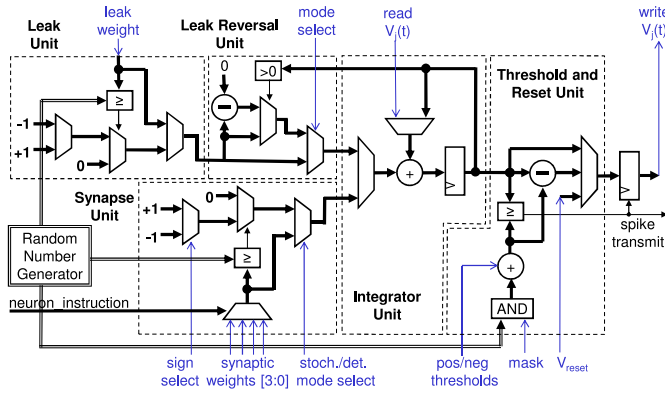 Leak
Unit
leak
weight
Leak Reversal
Unit
mode
select
read
Vj(t)
write
Vj(t)
Threshold and
Reset Unit
0
>0
≥
-1
+1
0
−
+
>
−
>
≥
spike
transmit
Synapse
Unit
+1
-1
0
≥
Random
Number
Generator
neuron_instruction
Integrator
Unit
+
AND
sign
select
synaptic
weights [3:0]
stoch./det.
mode select
pos/neg
thresholds
mask
Vreset